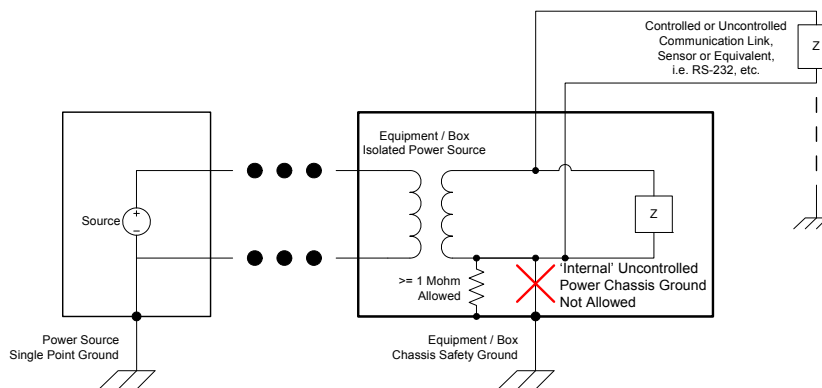 Controlled or Uncontrolled
Communication Link,
Sensor or Equivalent,
i.e. RS-232, etc.
Z
Equipment / Box
Isolated Power Source
Source
+
−
Z
>= 1 Mohm
Allowed
'Internal' Uncontrolled
Power Chassis Ground
Not Allowed
Power Source
Single Point Ground
Equipment / Box
Chassis Safety Ground